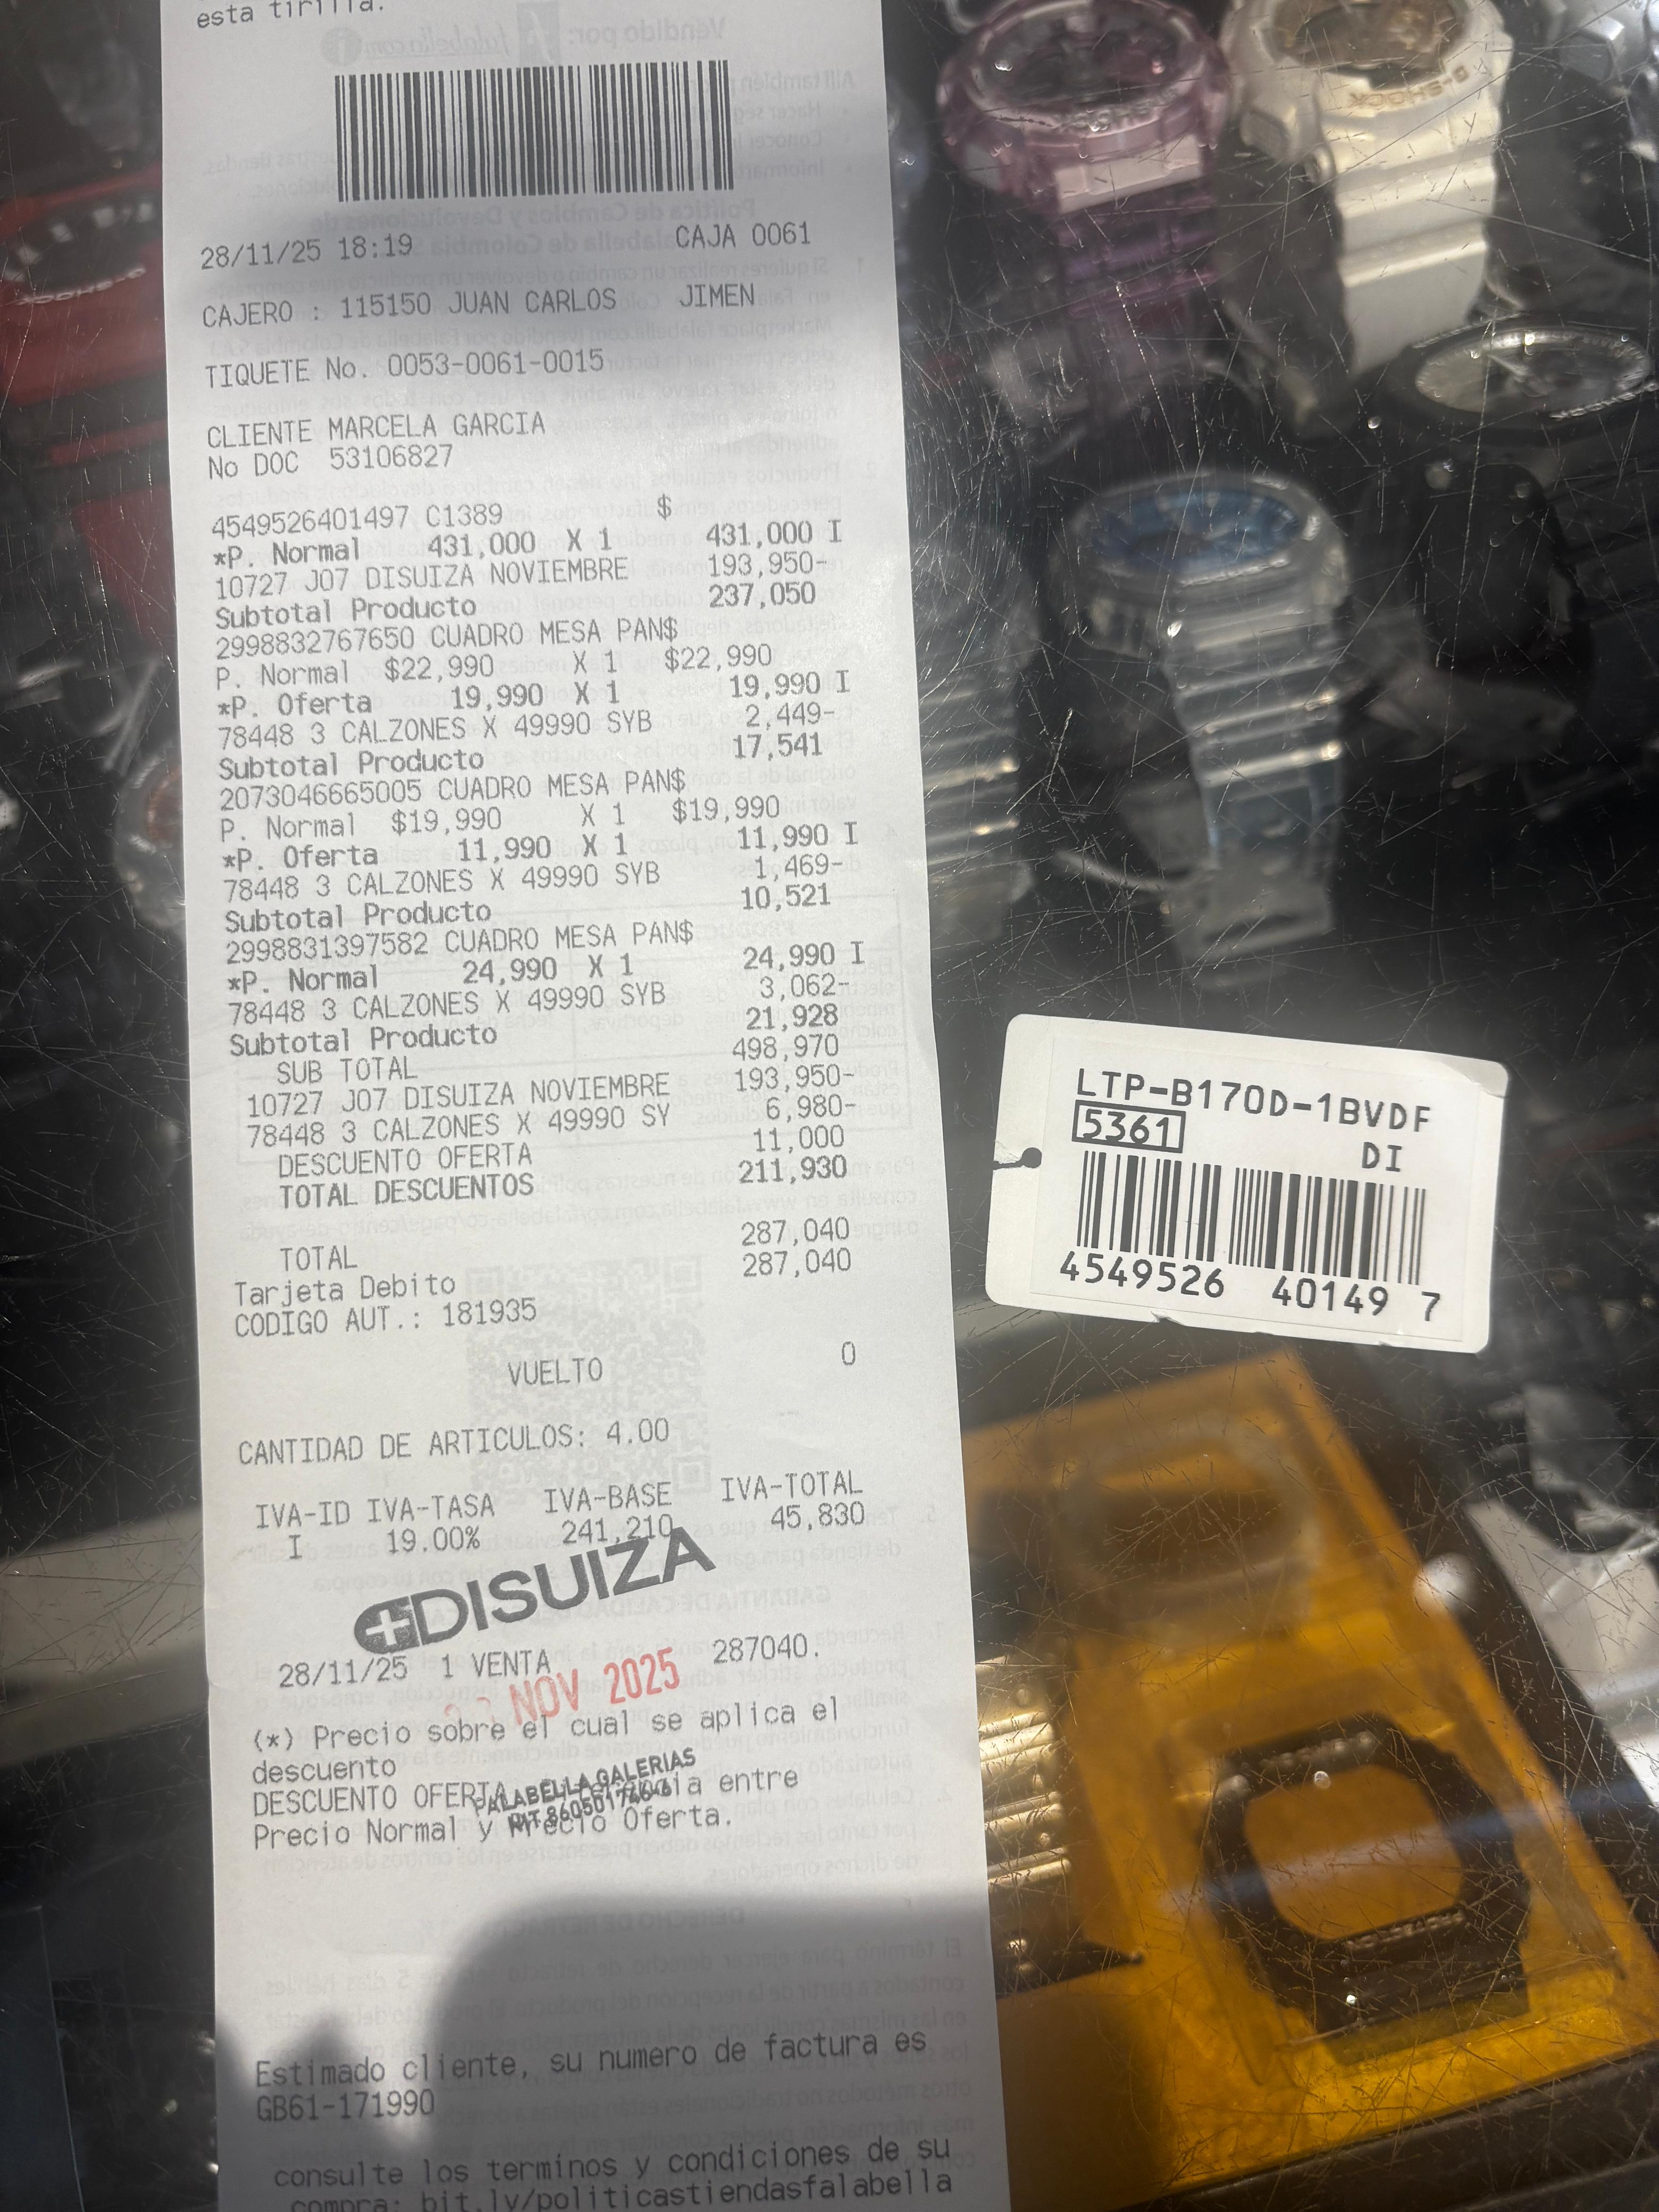 esta tirilla.
28/11/25 18:19 CAJA 0061
CAJERO : 115150 JUAN CARLOS JIMEN
TIQUETE No. 0053-0061-0015
CLIENTE MARCELA GARCIA
No DOC 53106827
4549526401497 C1389 $
*P. Normal 431,000 X 1 431,000 I
10727 J07 DISUIZA NOVIEMBRE 193,950-
Subtotal Producto 237,050
2998832767650 CUADRO MESA PAN$
P. Normal $22,990 X 1 $22,990
*P. Oferta 19,990 X 1 19,990 I
78448 3 CALZONES X 49990 SYB 2,449-
Subtotal Producto 17,541
2073046665005 CUADRO MESA PAN$
P. Normal $19,990 X 1 $19,990
*P. Oferta 11,990 X 1 11,990 I
78448 3 CALZONES X 49990 SYB 1,469-
Subtotal Producto 10,521
2998831397582 CUADRO MESA PAN$
*P. Normal 24,990 X 1 24,990 I
78448 3 CALZONES X 49990 SYB 3,062-
Subtotal Producto 21,928
SUB TOTAL 498,970
10727 J07 DISUIZA NOVIEMBRE 193,950-
78448 3 CALZONES X 49990 SY 6,980-
DESCUENTO OFERTA 11,000
TOTAL DESCUENTOS 211,930
TOTAL 287,040
Tarjeta Debito 287,040
CODIGO AUT.: 181935
VUELTO 0
CANTIDAD DE ARTICULOS: 4.00
IVA-ID IVA-TASA IVA-BASE IVA-TOTAL
I 19.00% 241,210 45,830
DISUIZA
28/11/25 1 VENTA 287040.
NOV 2025
(*) Precio sobre el cual se aplica el
descuento
DESCUENTO OFERTA entre
FALABELLA GALERIAS
Precio Normal y Precio Oferta.
Estimado cliente, su numero de factura es
GB61-171990
consulte los terminos y condiciones de su
compra: bit.ly/politicastiendasfalabella
LTP-B170D-1BVDF
5361
DI
4549526 40149 7
G-SHOCK